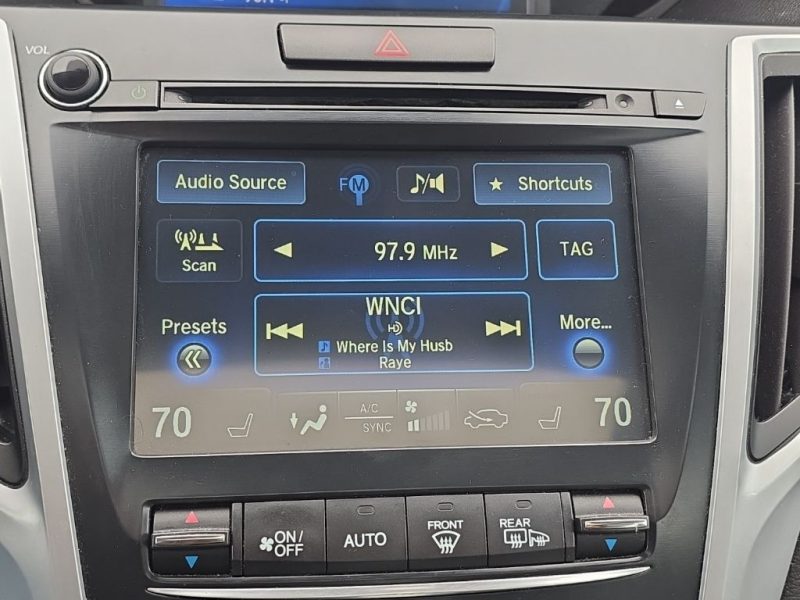 VOL
Audio Source
FM
Shortcuts
Scan
97.9 MHz
TAG
WNCI
HD
Presets
More...
Where Is My Husb
Raye
70
A/C
SYNC
70
ON/
OFF
AUTO
FRONT
REAR